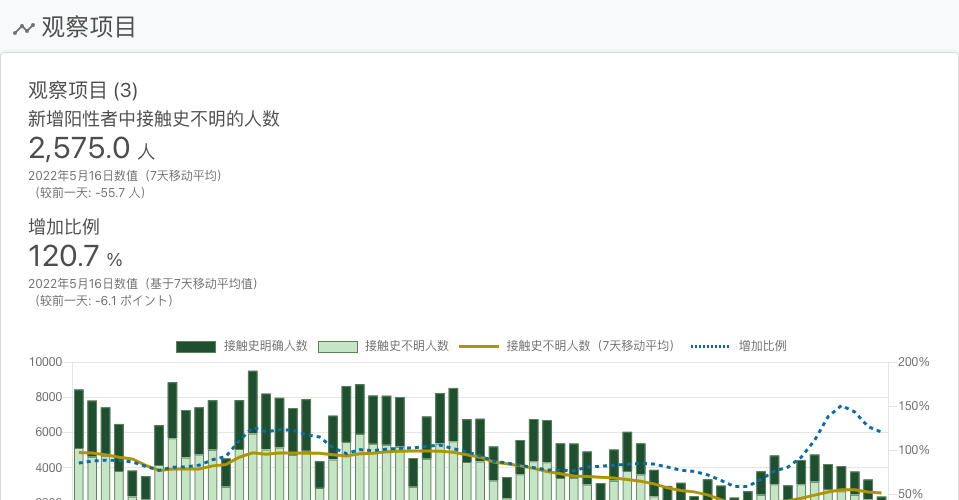 观察项目
观察项目 (3)
新增阳性者中接触史不明的人数
2,575.0 人
2022年5月16日数值（7天移动平均）
（较前一天: -55.7 人）
增加比例
120.7 %
2022年5月16日数值（基于7天移动平均值）
（较前一天: -6.1 ポイント）
接触史明确人数 接触史不明人数 接触史不明人数（7天移动平均） 增加比例
10000 200%
8000
150%
6000
100%
4000
50%